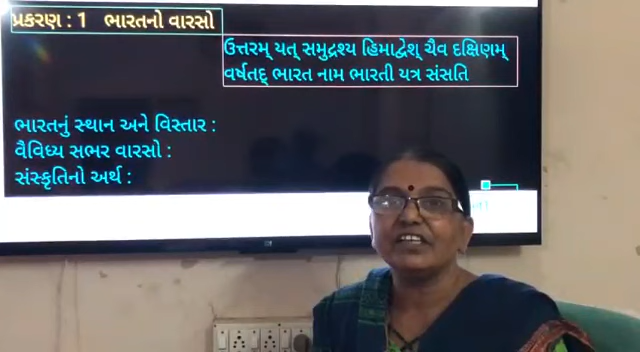 પ્રકરણ : 1 ભારતનો વારસો
ઉત્તરમ્ યત્ સમુદ્રશ્ય હિમાદ્વેશ્ ચૈવ દક્ષિણમ્
વર્ષતદ્ ભારત નામ ભારતી યત્ર સંસતિ
ભારતનું સ્થાન અને વિસ્તાર :
વૈવિધ્ય સભર વારસો :
સંસ્કૃતિનો અર્થ :